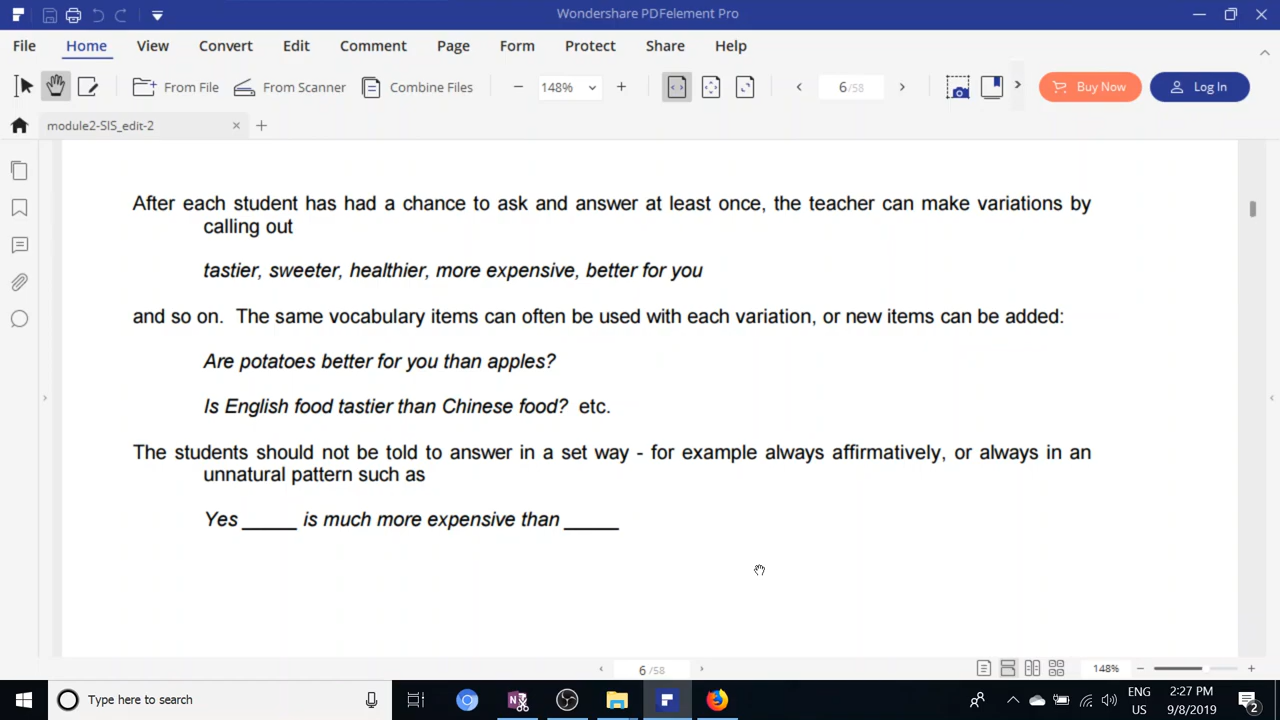 Wondershare PDFelement Pro
File Home View Convert Edit Comment Page Form Protect Share Help
From File From Scanner Combine Files 148% 6/58 Buy Now Log In
module2-SIS_edit-2
After each student has had a chance to ask and answer at least once, the teacher can make variations by
calling out
tastier, sweeter, healthier, more expensive, better for you
and so on. The same vocabulary items can often be used with each variation, or new items can be added:
Are potatoes better for you than apples?
Is English food tastier than Chinese food? etc.
The students should not be told to answer in a set way - for example always affirmatively, or always in an
unnatural pattern such as
Yes _____ is much more expensive than _____
6/58 148%
Type here to search
ENG
US
2:27 PM
9/8/2019
2